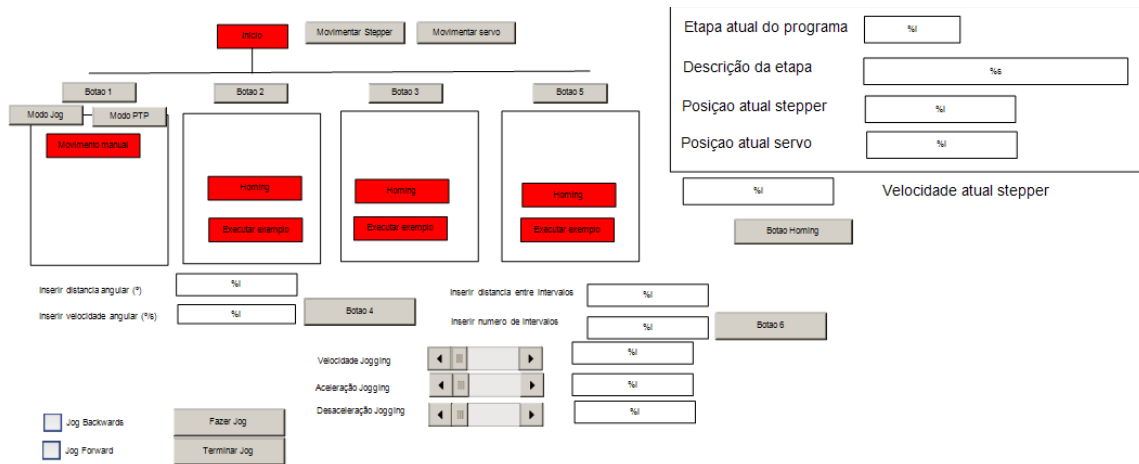 Inicio
Movimentar Stepper
Movimentar servo
Botao 1
Botao 2
Botao 3
Botao 5
Modo Jog
Modo PTP
Movimento manual
Homing
Homing
Homing
Executar exemplo
Executar exemplo
Executar exemplo
Etapa atual do programa
%i
Descrição da etapa
%s
Posiçao atual stepper
%i
Posiçao atual servo
%i
%i
Velocidade atual stepper
Botao Homing
Inserir distancia angular (º)
%i
Inserir velocidade angular (º/s)
%i
Botao 4
Inserir distancia entre Intervalos
%i
Inserir numero de Intervalos
%i
Botao 6
Velocidade Jogging
%i
Aceleração Jogging
%i
Desaceleração Jogging
%i
Jog Backwards
Fazer Jog
Jog Forward
Terminar Jog